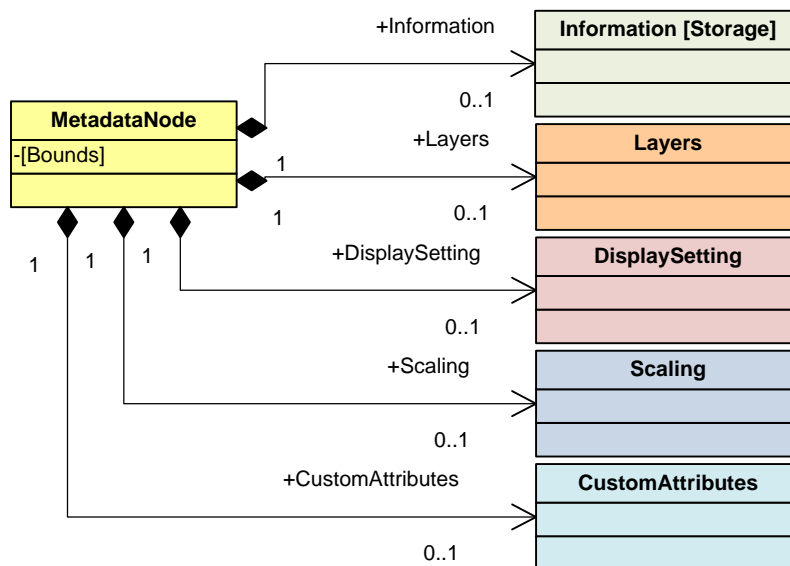 +Information
Information [Storage]
0..1
MetadataNode
-[Bounds]
1
+Layers
Layers
1
0..1
+DisplaySetting
DisplaySetting
1
1
1
0..1
+Scaling
Scaling
0..1
+CustomAttributes
CustomAttributes
0..1